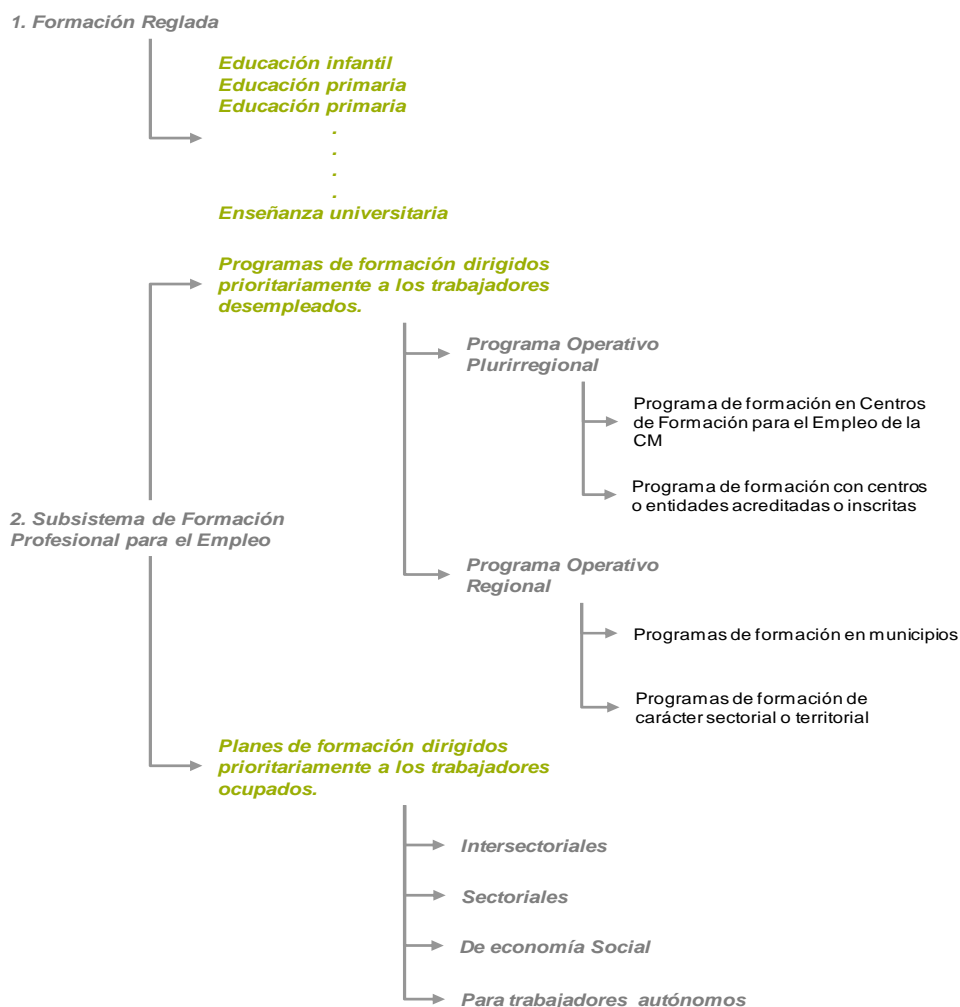 1. Formación Reglada
Educación infantil
Educación primaria
Educación primaria
.
.
.
.
Enseñanza universitaria
Programas de formación dirigidos
prioritariamente a los trabajadores
desempleados.
Programa Operativo
Plurirregional
Programa de formación en Centros
de Formación para el Empleo de la
CM
Programa de formación con centros
o entidades acreditadas o inscritas
2. Subsistema de Formación
Profesional para el Empleo
Programa Operativo
Regional
Programas de formación en municipios
Programas de formación de
carácter sectorial o territorial
Planes de formación dirigidos
prioritariamente a los trabajadores
ocupados.
Intersectoriales
Sectoriales
De economía Social
Para trabajadores autónomos